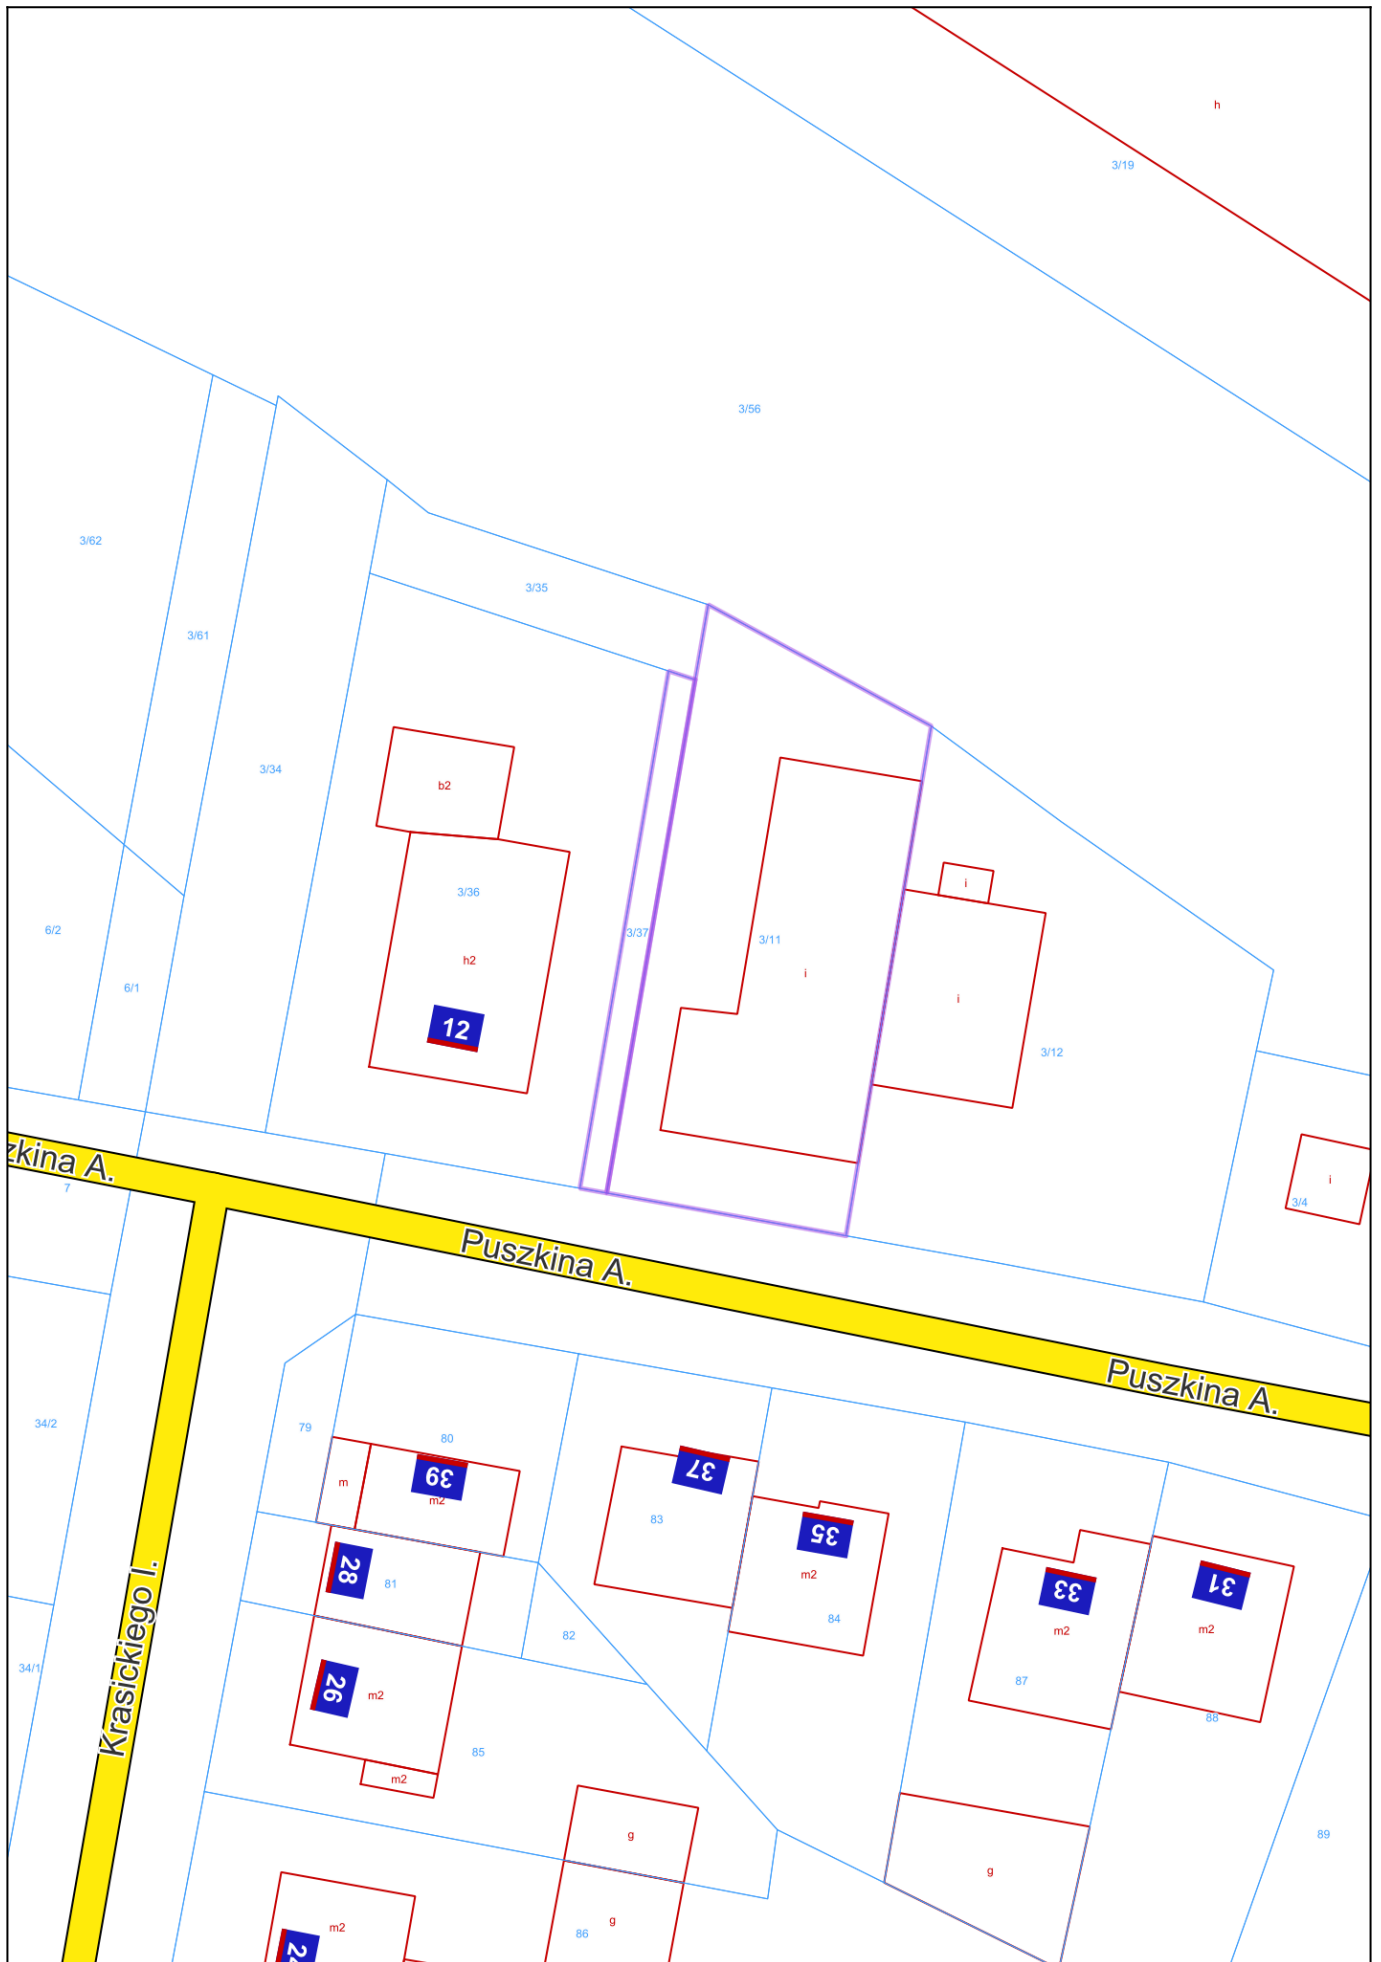 h
3/19
3/56
3/62
3/35
3/61
3/34
b2
3/36
3/37
3/11
6/2
h2
i
i
i
6/1
12
3/12
zkina A.
7
i
3/4
Puszkina A.
Puszkina A.
34/2
79
80
39
m
m2
37
83
35
28
81
m2
33
31
84
82
m2
m2
Krasickiego I.
34/1
26
m2
87
88
85
m2
g
89
g
m2
g
86